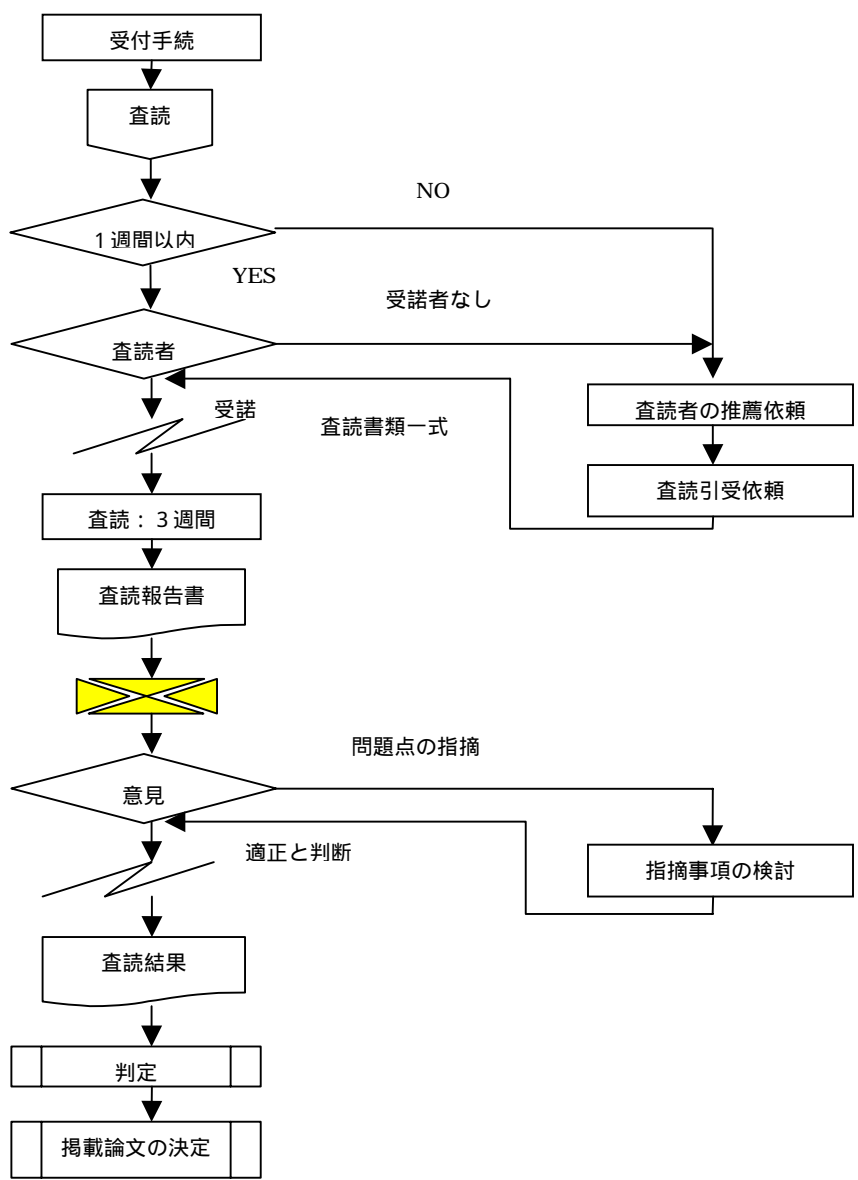 受付手続
査読
NO
１週間以内
YES
受諾者なし
査読者
受諾
査読者の推薦依頼
査読書類一式
査読引受依頼
査読：３週間
査読報告書
問題点の指摘
意見
適正と判断
指摘事項の検討
査読結果
判定
掲載論文の決定